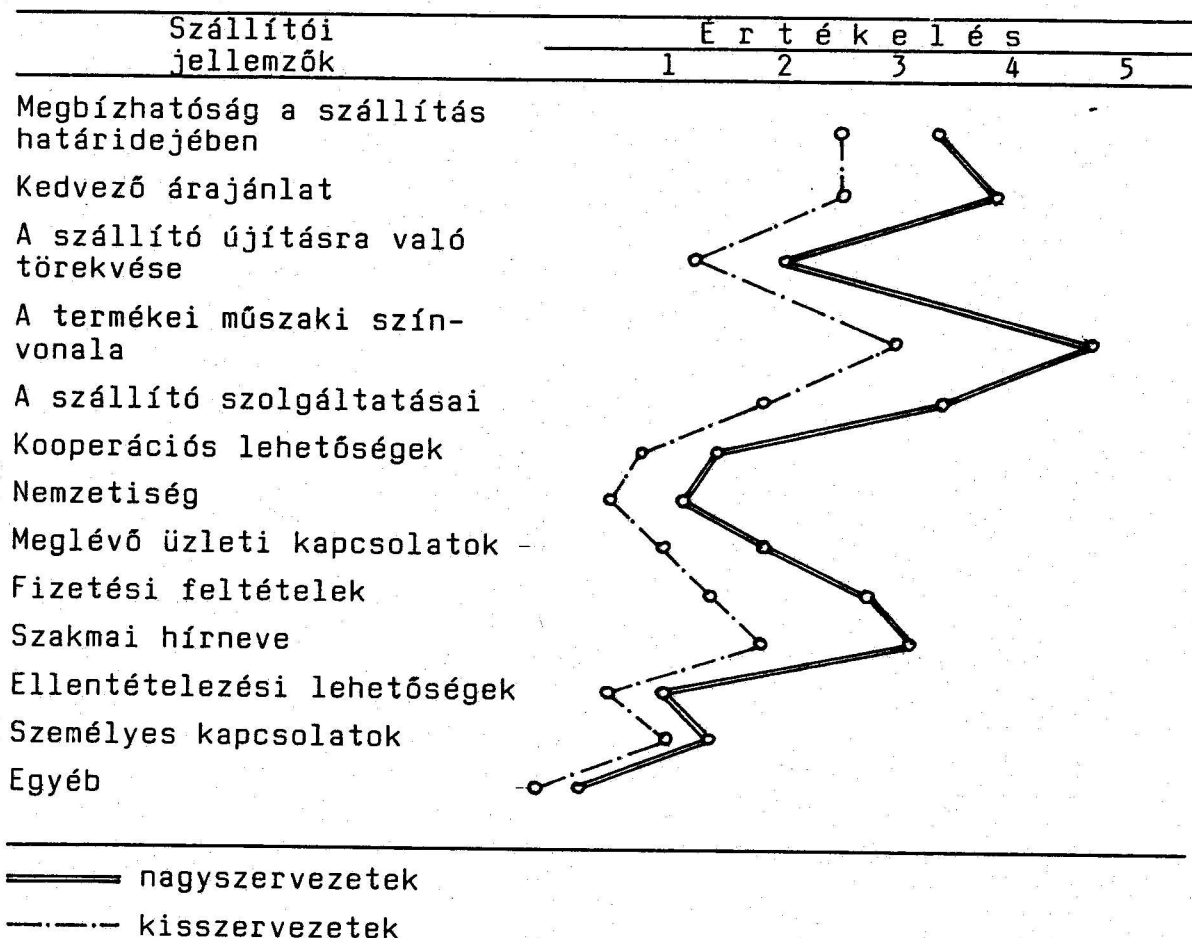 Szállítói
jellemzők
É r t é k e l é s
1 2 3 4 5
Megbízhatóság a szállítás
határidejében
Kedvező árajánlat
A szállító újításra való
törekvése
A termékei műszaki szín-
vonala
A szállító szolgáltatásai
Kooperációs lehetőségek
Nemzetiség
Meglévő üzleti kapcsolatok
Fizetési feltételek
Szakmai hírneve
Ellentételezési lehetőségek
Személyes kapcsolatok
Egyéb
nagyszervezetek
kisszervezetek